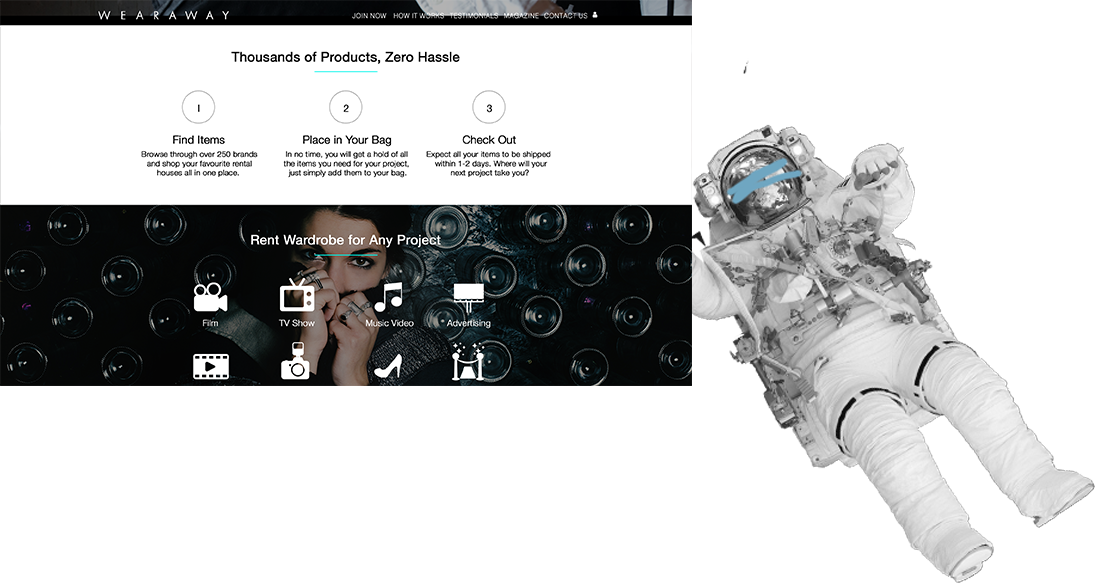 WEARAWAY
JOIN NOW HOW IT WORKS TESTIMONIALS MAGAZINE CONTACT US
Thousands of Products, Zero Hassle
1
2
3
Find Items
Place in Your Bag
Check Out
Browse through over 250 brands
and shop your favourite rental
houses all in one place.
In no time, you will get a hold of all
the items you need for your project,
just simply add them to your bag.
Expect all your items to be shipped
within 1-2 days. Where will your
next project take you?
Rent Wardrobe for Any Project
Film
TV Show
Music Video
Advertising